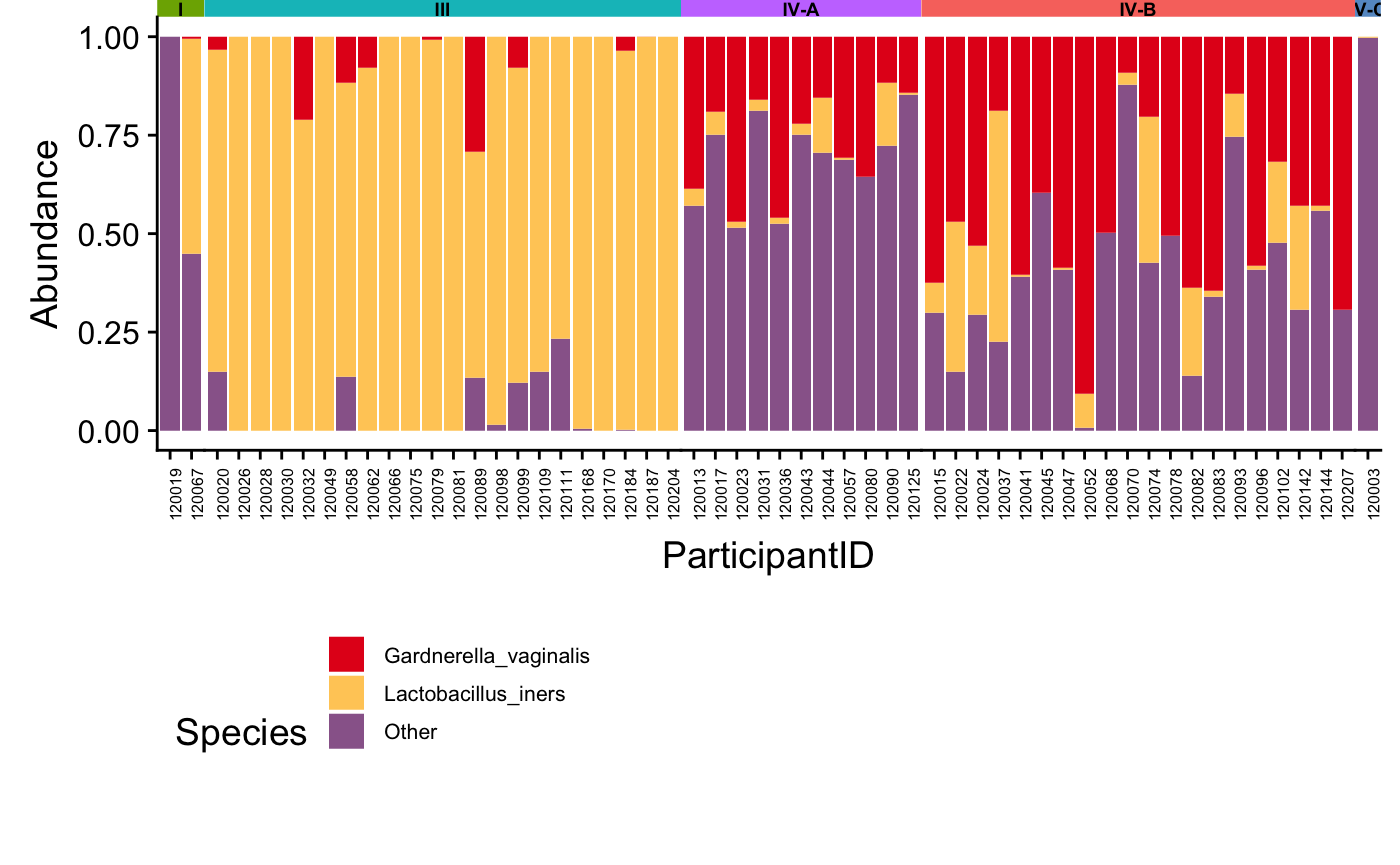 I III IV-A IV-B V-C
1.00
0.75
0.50
0.25
0.00
Abundance
120019 120067 120020 120026 120028 120030 120032 120049 120058 120062 120066 120075 120079 120081 120089 120098 120099 120109 120111 120168 120170 120184 120187 120204 120013 120017 120023 120031 120036 120043 120044 120057 120080 120090 120125 120015 120022 120024 120037 120041 120045 120047 120052 120068 120070 120074 120078 120082 120083 120093 120096 120102 120142 120144 120207 120003
ParticipantID
Species
Gardnerella_vaginalis
Lactobacillus_iners
Other